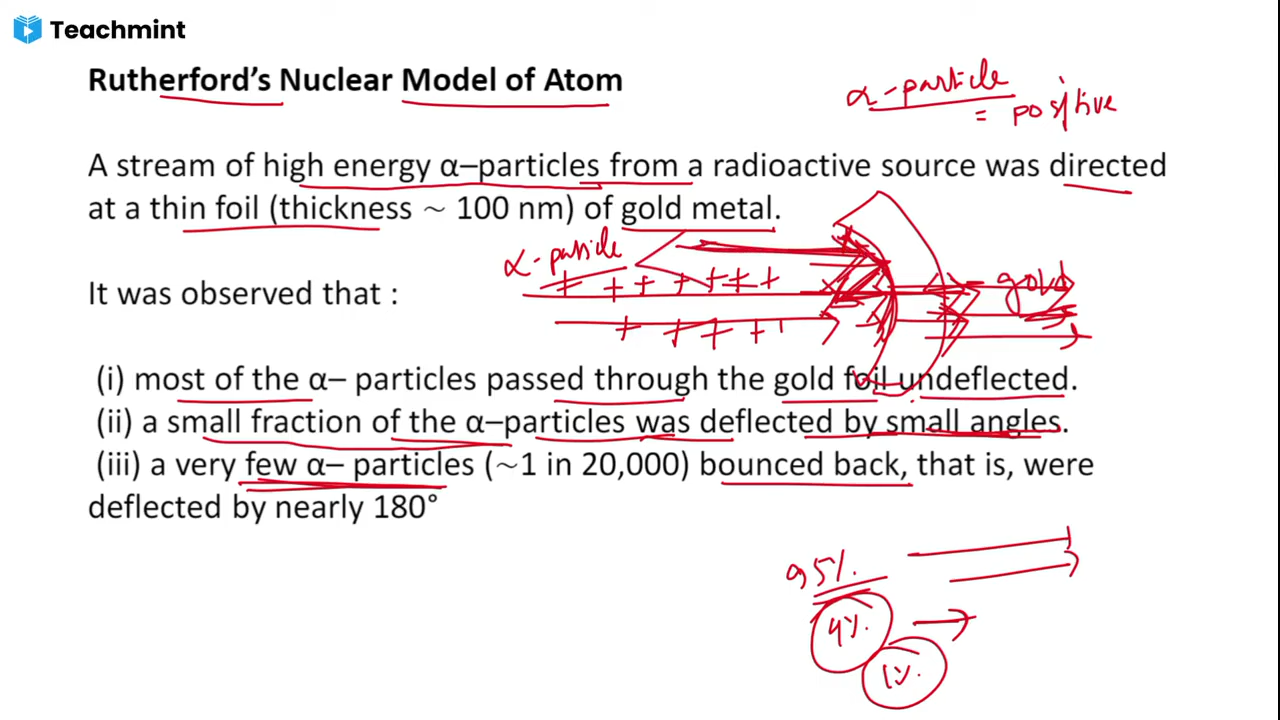 Teachmint
Rutherford's Nuclear Model of Atom
α-particle
= positive
A stream of high energy α–particles from a radioactive source was directed
at a thin foil (thickness ~ 100 nm) of gold metal.
α-particle
+ + + + + + + +
gold
It was observed that :
+ + + +
(i) most of the α– particles passed through the gold foil undeflected.
(ii) a small fraction of the α–particles was deflected by small angles.
(iii) a very few α– particles (~1 in 20,000) bounced back, that is, were
deflected by nearly 180°
95%.
4%.
1%.